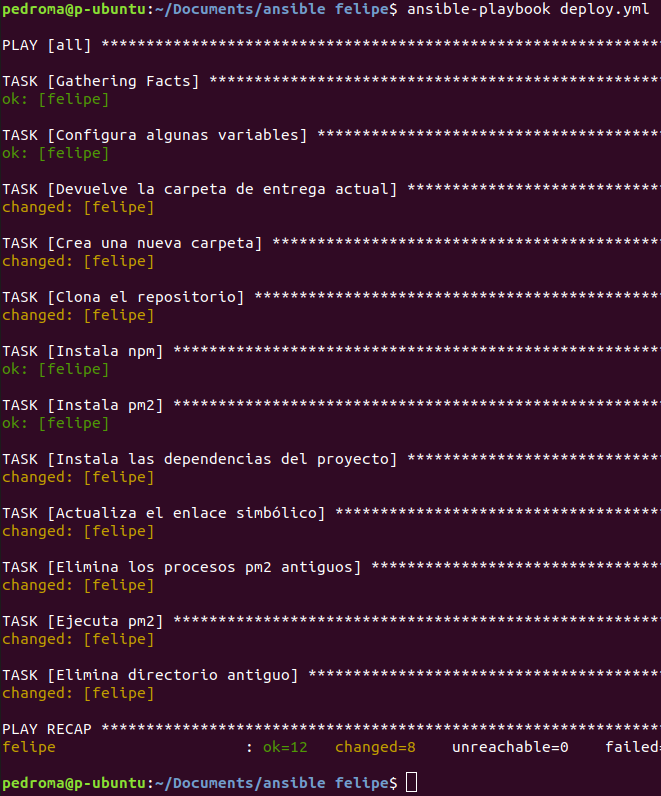 pedroma@p-ubuntu:~/Documents/ansible felipe$ ansible-playbook deploy.yml
PLAY [all] **************************************************************
TASK [Gathering Facts] **************************************************
ok: [felipe]
TASK [Configura algunas variables] **************************************
ok: [felipe]
TASK [Devuelve la carpeta de entrega actual] ****************************
changed: [felipe]
TASK [Crea una nueva carpeta] *******************************************
changed: [felipe]
TASK [Clona el repositorio] *********************************************
changed: [felipe]
TASK [Instala npm] ******************************************************
ok: [felipe]
TASK [Instala pm2] ******************************************************
ok: [felipe]
TASK [Instala las dependencias del proyecto] ****************************
changed: [felipe]
TASK [Actualiza el enlace simbólico] ************************************
changed: [felipe]
TASK [Elimina los procesos pm2 antiguos] ********************************
changed: [felipe]
TASK [Ejecuta pm2] ******************************************************
changed: [felipe]
TASK [Elimina directorio antiguo] ***************************************
changed: [felipe]
PLAY RECAP **************************************************************
felipe                     : ok=12   changed=8    unreachable=0    failed=
pedroma@p-ubuntu:~/Documents/ansible felipe$